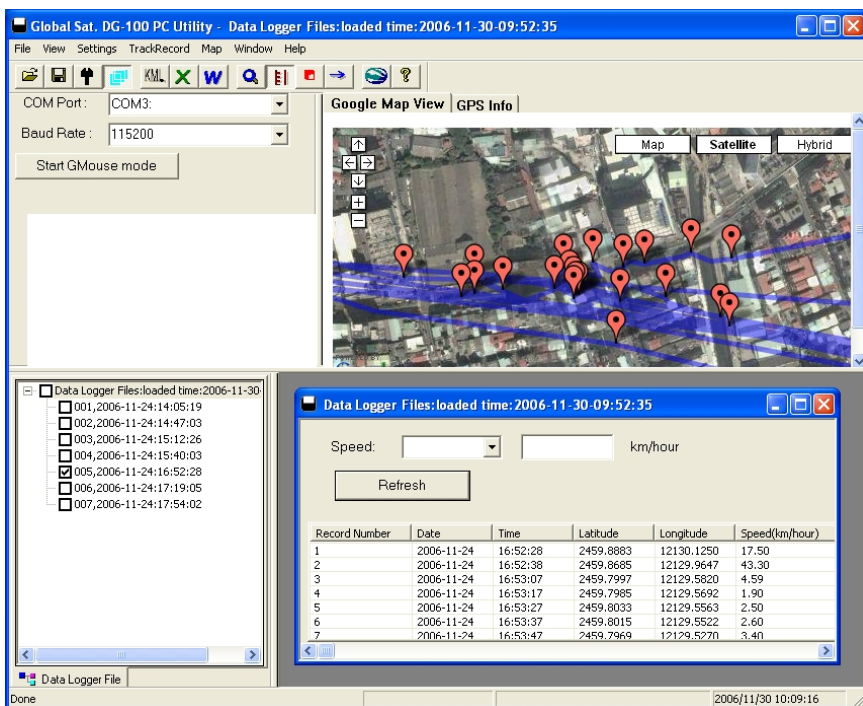 Global Sat. DG-100 PC Utility - Data Logger Files:loaded time:2006-11-30-09:52:35
File View Settings TrackRecord Map Window Help
KML X W ?
COM Port: COM3:
Baud Rate: 115200
Start GMouse mode
Google Map View GPS Info
Map Satellite Hybrid
POWERED BY
Data Logger Files:loaded time:2006-11-30-
001,2006-11-24:14:05:19
002,2006-11-24:14:47:03
003,2006-11-24:15:12:26
004,2006-11-24:15:40:03
005,2006-11-24:16:52:28
006,2006-11-24:17:19:05
007,2006-11-24:17:54:02
Data Logger File
Data Logger Files:loaded time:2006-11-30-09:52:35
Speed: km/hour
Refresh
Record Number Date Time Latitude Longitude Speed(km/hour)
1 2006-11-24 16:52:28 2459.8883 12130.1250 17.50
2 2006-11-24 16:52:38 2459.8685 12129.9647 43.30
3 2006-11-24 16:53:07 2459.7997 12129.5820 4.59
4 2006-11-24 16:53:17 2459.7985 12129.5692 1.90
5 2006-11-24 16:53:27 2459.8033 12129.5563 2.50
6 2006-11-24 16:53:37 2459.8015 12129.5522 2.60
7 2006-11-24 16:53:47 2459.7969 12129.5270 3.40
Done 2006/11/30 10:09:16